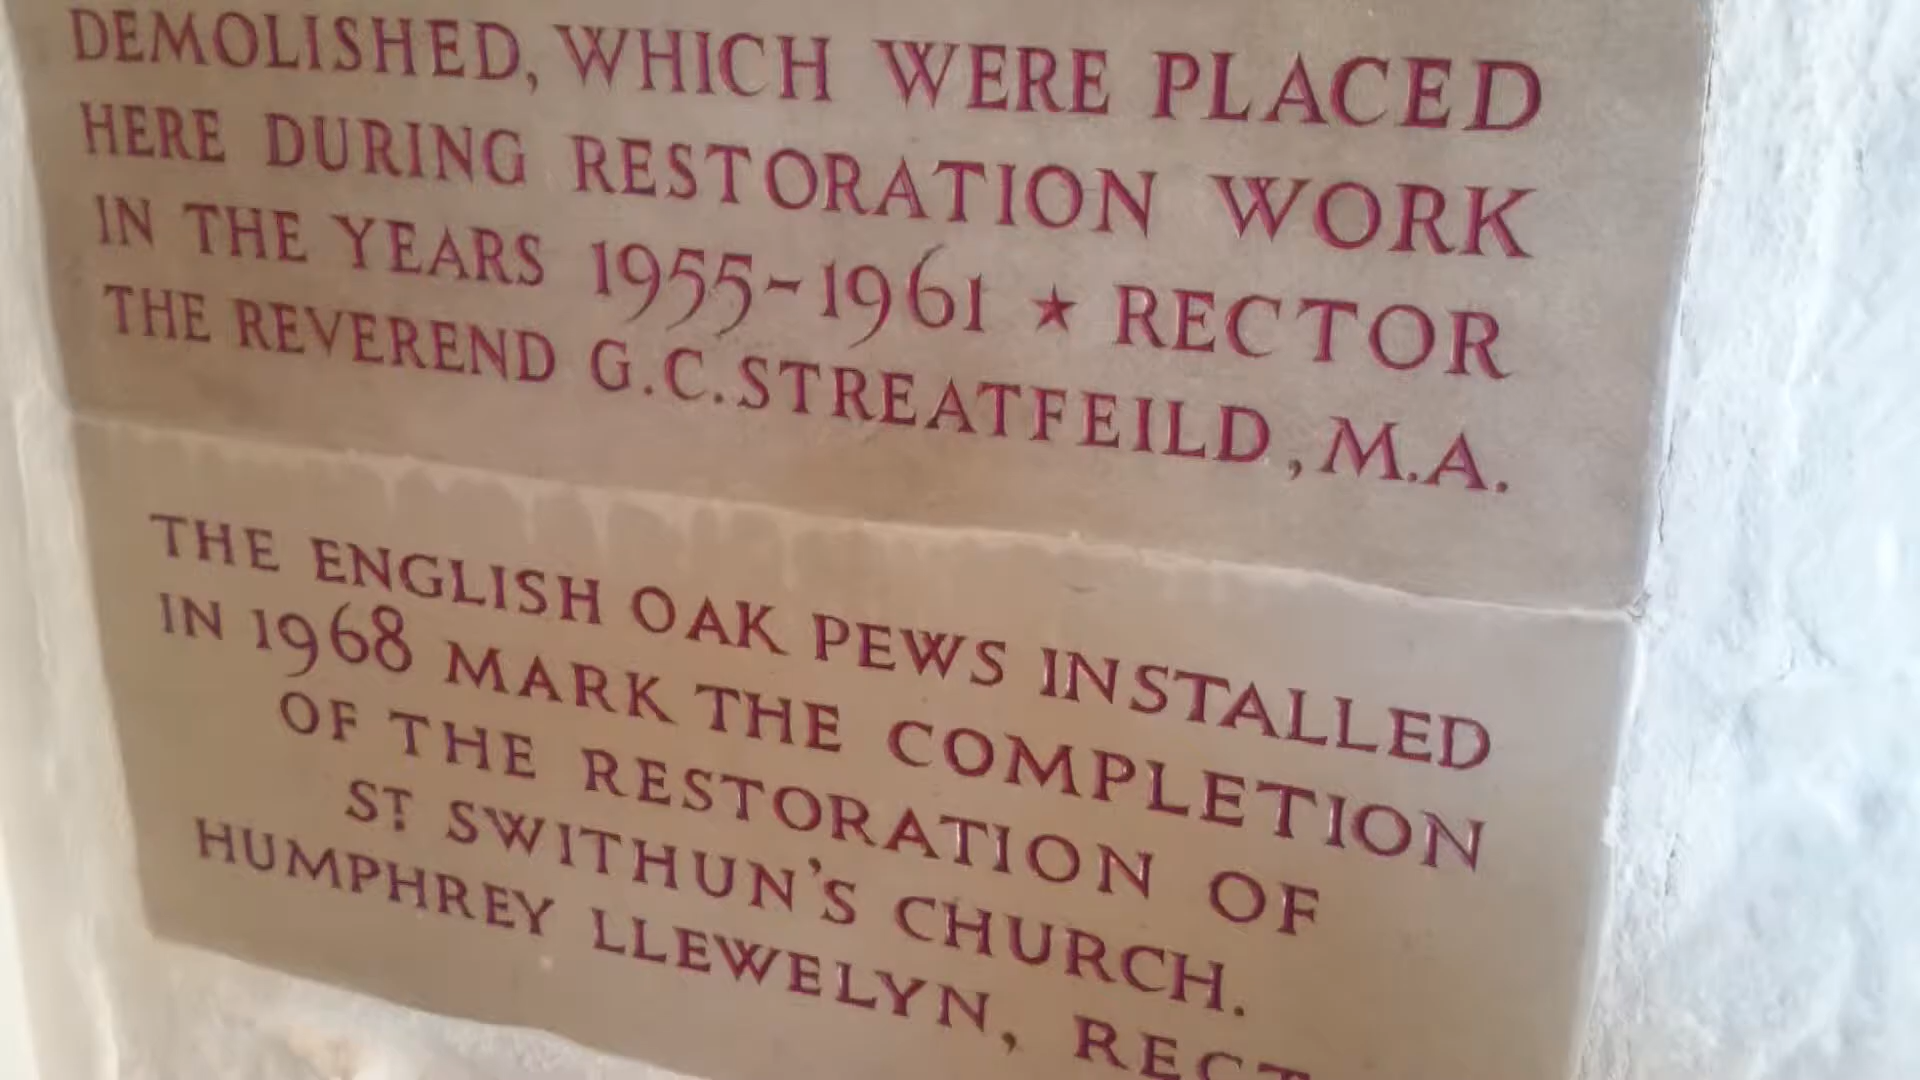 DEMOLISHED, WHICH WERE PLACED
HERE DURING RESTORATION WORK
IN THE YEARS 1955-1961 ★ RECTOR
THE REVEREND G.C. STREATFEILD, M.A.
THE ENGLISH OAK PEWS INSTALLED
IN 1968 MARK THE COMPLETION
OF THE RESTORATION OF
ST SWITHUN'S CHURCH.
HUMPHREY LLEWELYN,